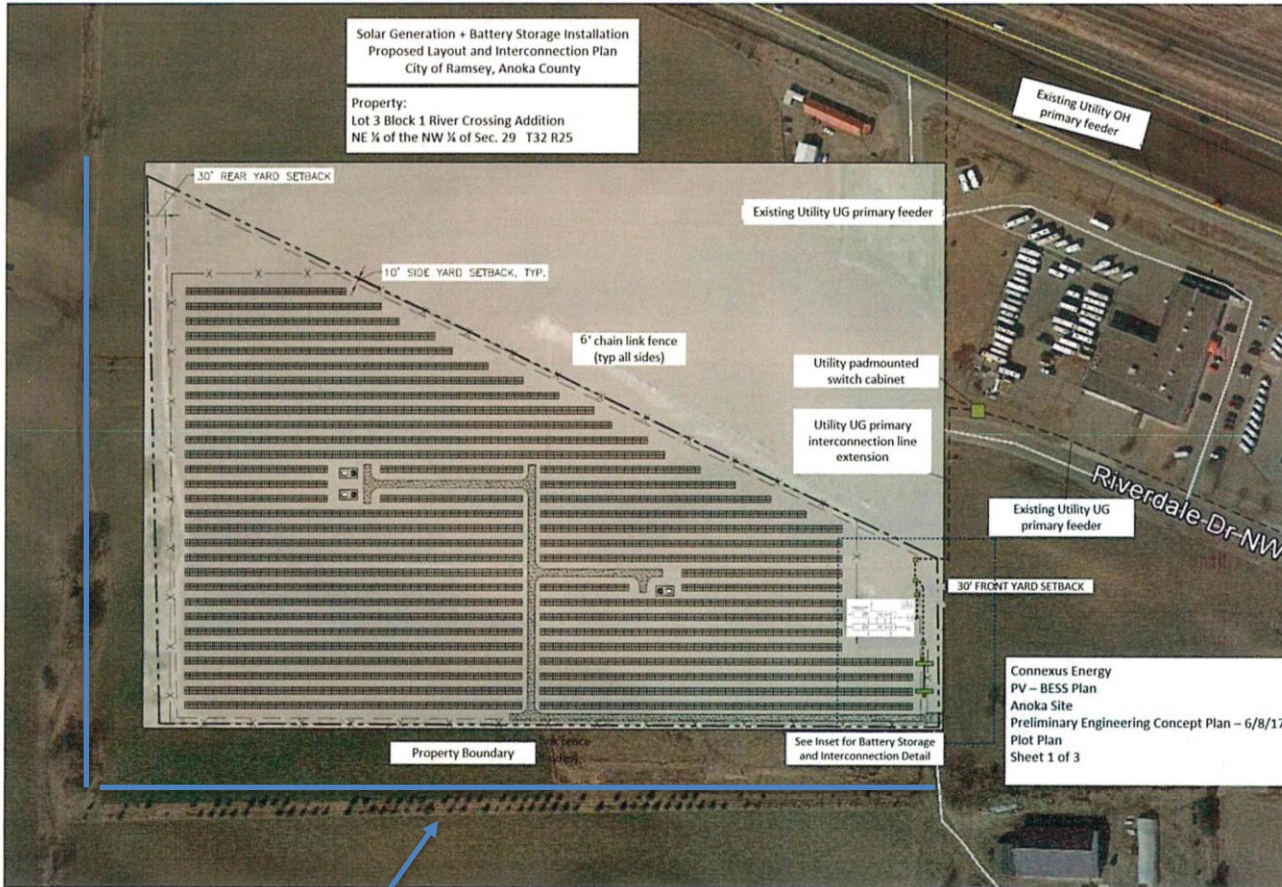 Solar Generation + Battery Storage Installation
Proposed Layout and Interconnection Plan
City of Ramsey, Anoka County
Property:
Lot 3 Block 1 River Crossing Addition
NE ¼ of the NW ¼ of Sec. 29 T32 R25
Existing Utility OH
primary feeder
30' REAR YARD SETBACK
Existing Utility UG primary feeder
10' SIDE YARD SETBACK, TYP.
6' chain link fence
(typ all sides)
Utility padmounted
switch cabinet
Utility UG primary
interconnection line
extension
Existing Utility UG
primary feeder
Riverdale Dr NW
30' FRONT YARD SETBACK
Connexus Energy
PV – BESS Plan
Anoka Site
Preliminary Engineering Concept Plan – 6/8/17
Plot Plan
Sheet 1 of 3
Property Boundary
fence
See Inset for Battery Storage
and Interconnection Detail